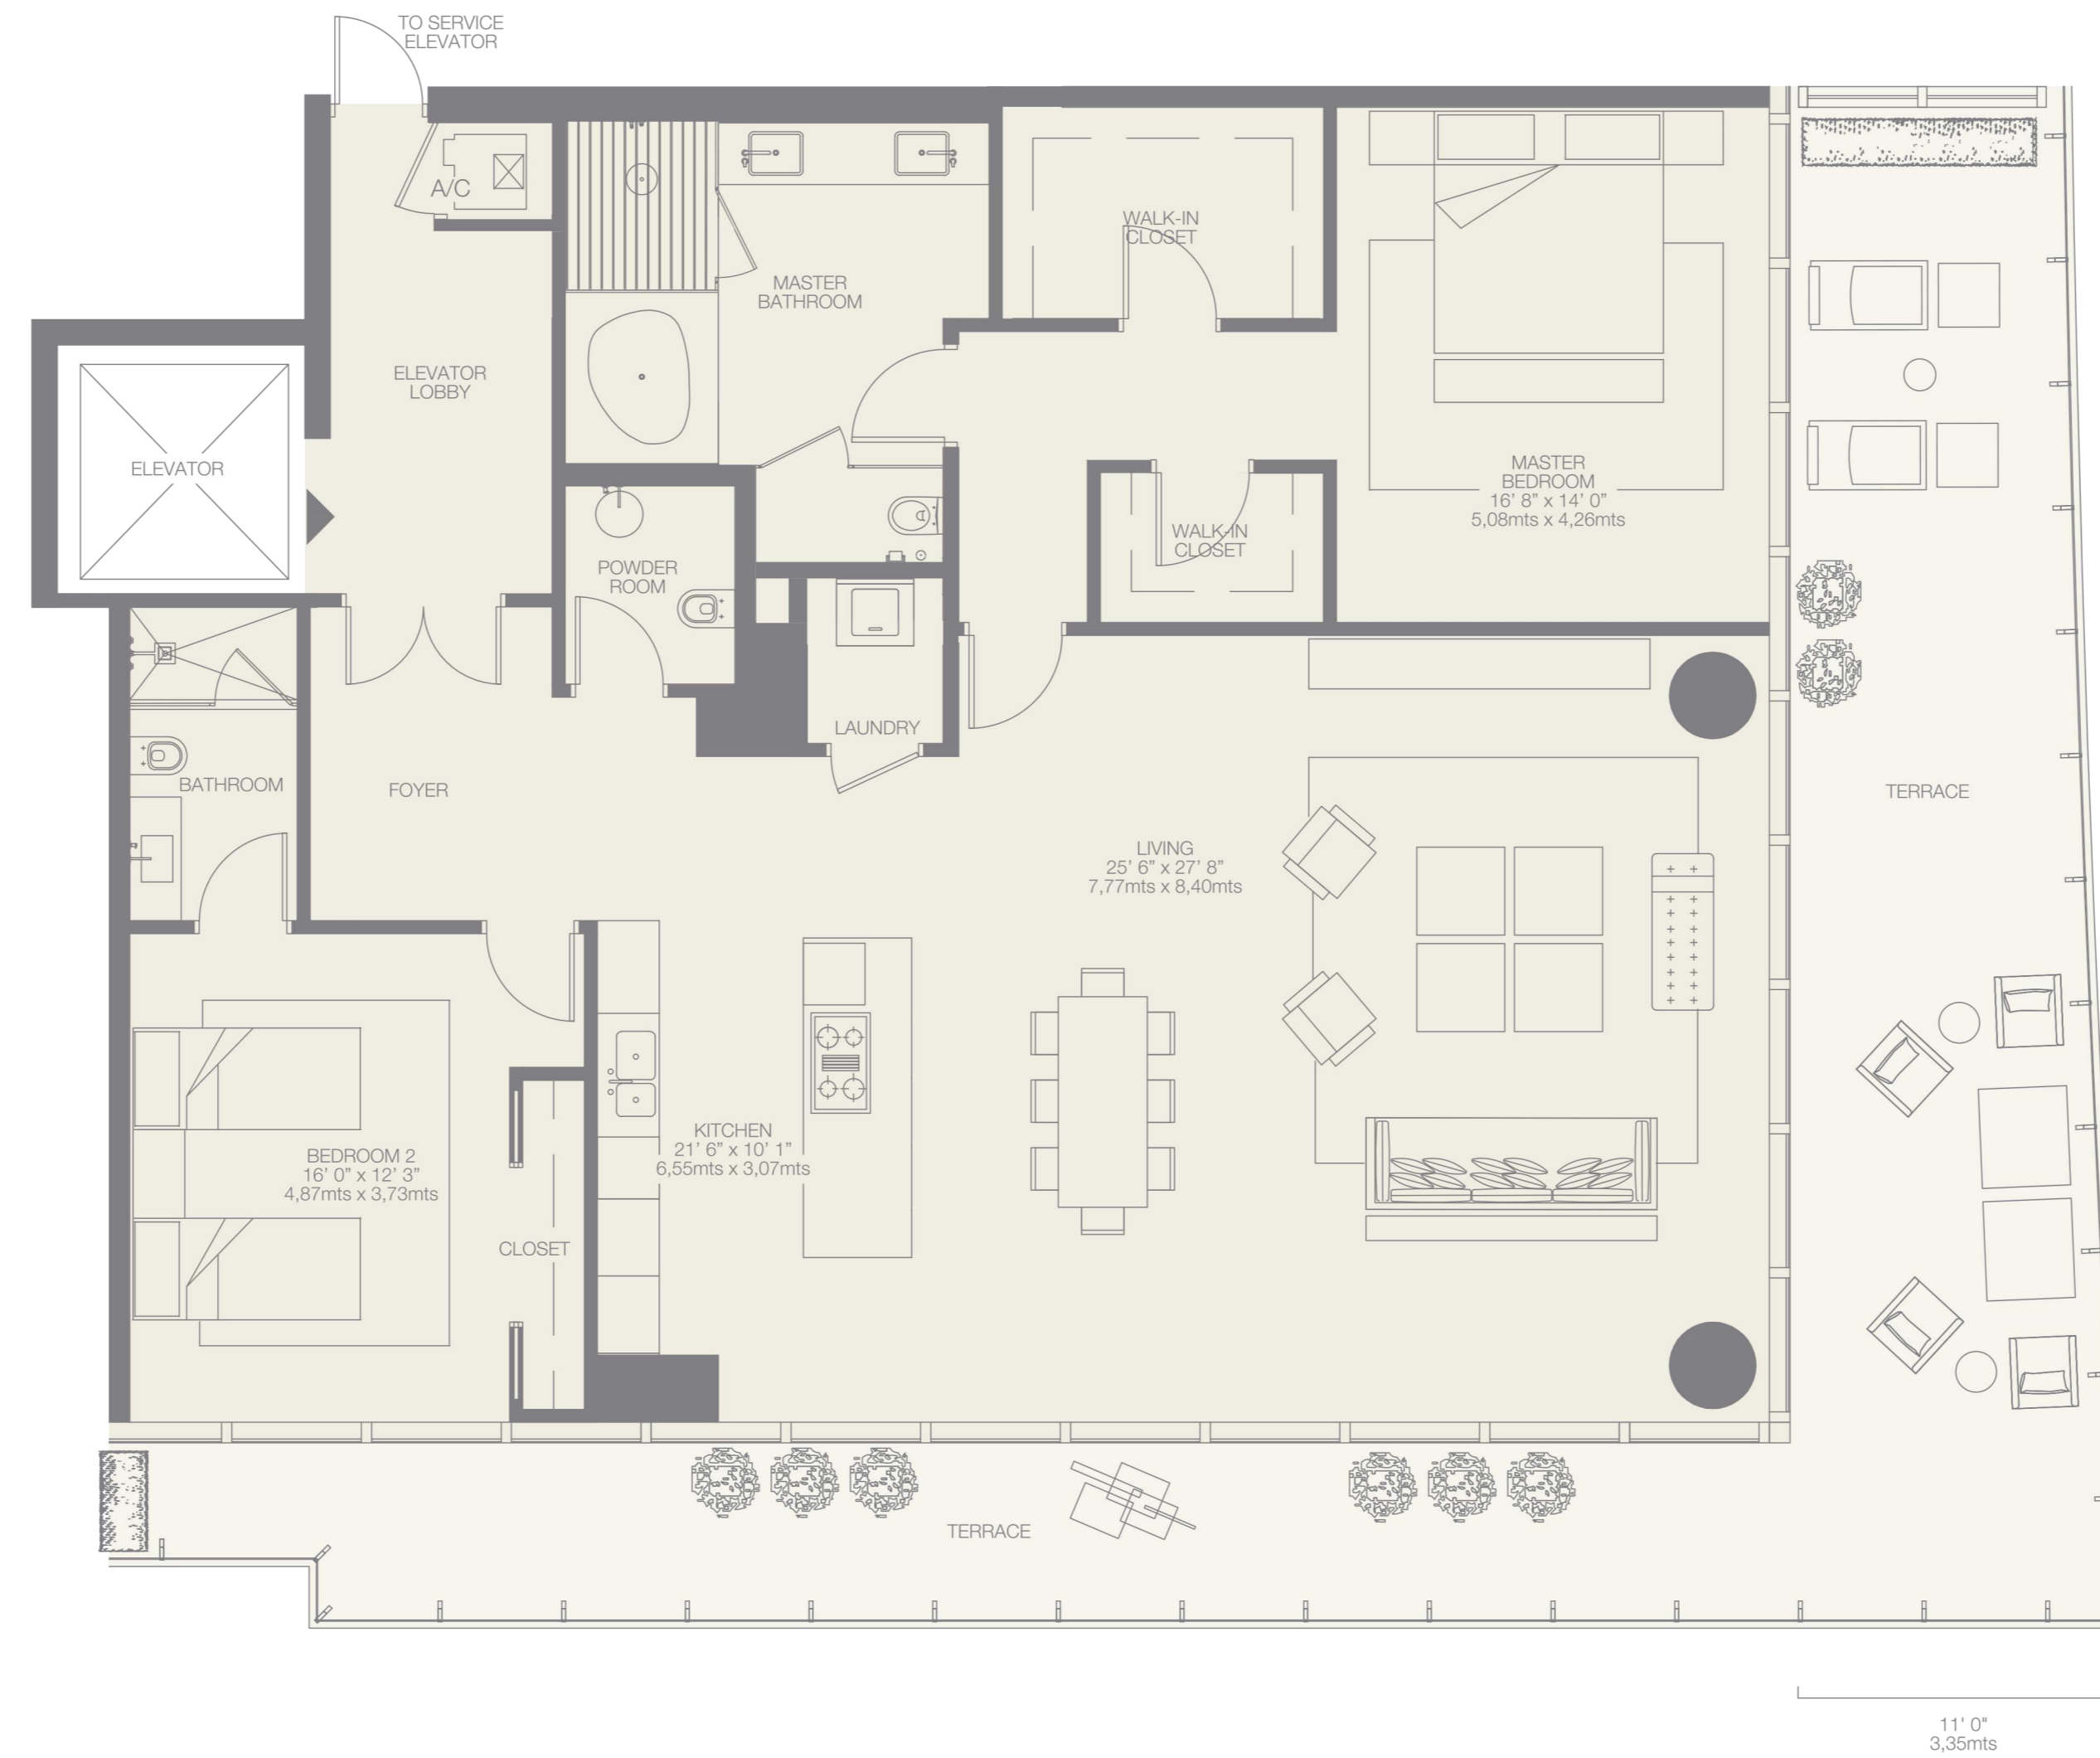 TO SERVICE
ELEVATOR
A/C
WALK-IN
CLOSET
MASTER
BATHROOM
ELEVATOR
LOBBY
ELEVATOR
MASTER
BEDROOM
16' 8" x 14' 0"
5,08mts x 4,26mts
WALK-IN
CLOSET
POWDER
ROOM
LAUNDRY
BATHROOM
FOYER
TERRACE
LIVING
25' 6" x 27' 8"
7,77mts x 8,40mts
KITCHEN
21' 6" x 10' 1"
6,55mts x 3,07mts
BEDROOM 2
16' 0" x 12' 3"
4,87mts x 3,73mts
CLOSET
TERRACE
11' 0"
3,35mts